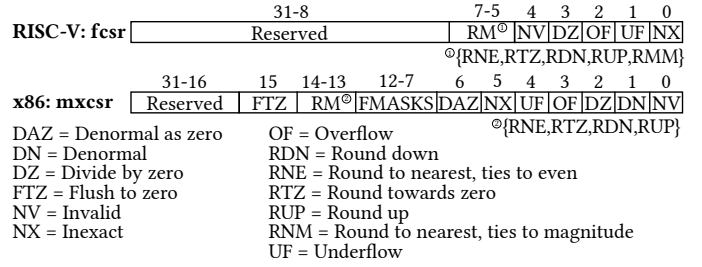 31-8 7-5 4 3 2 1 0
RISC-V: fcsr Reserved RM① NV DZ OF UF NX
①{RNE,RTZ,RDN,RUP,RMM}
31-16 15 14-13 12-7 6 5 4 3 2 1 0
x86: mxcsr Reserved FTZ RM② FMASKS DAZ NX UF OF DZ DN NV
②{RNE,RTZ,RDN,RUP}
DAZ = Denormal as zero
DN = Denormal
DZ = Divide by zero
FTZ = Flush to zero
NV = Invalid
NX = Inexact
OF = Overflow
RDN = Round down
RNE = Round to nearest, ties to even
RTZ = Round towards zero
RUP = Round up
RNM = Round to nearest, ties to magnitude
UF = Underflow